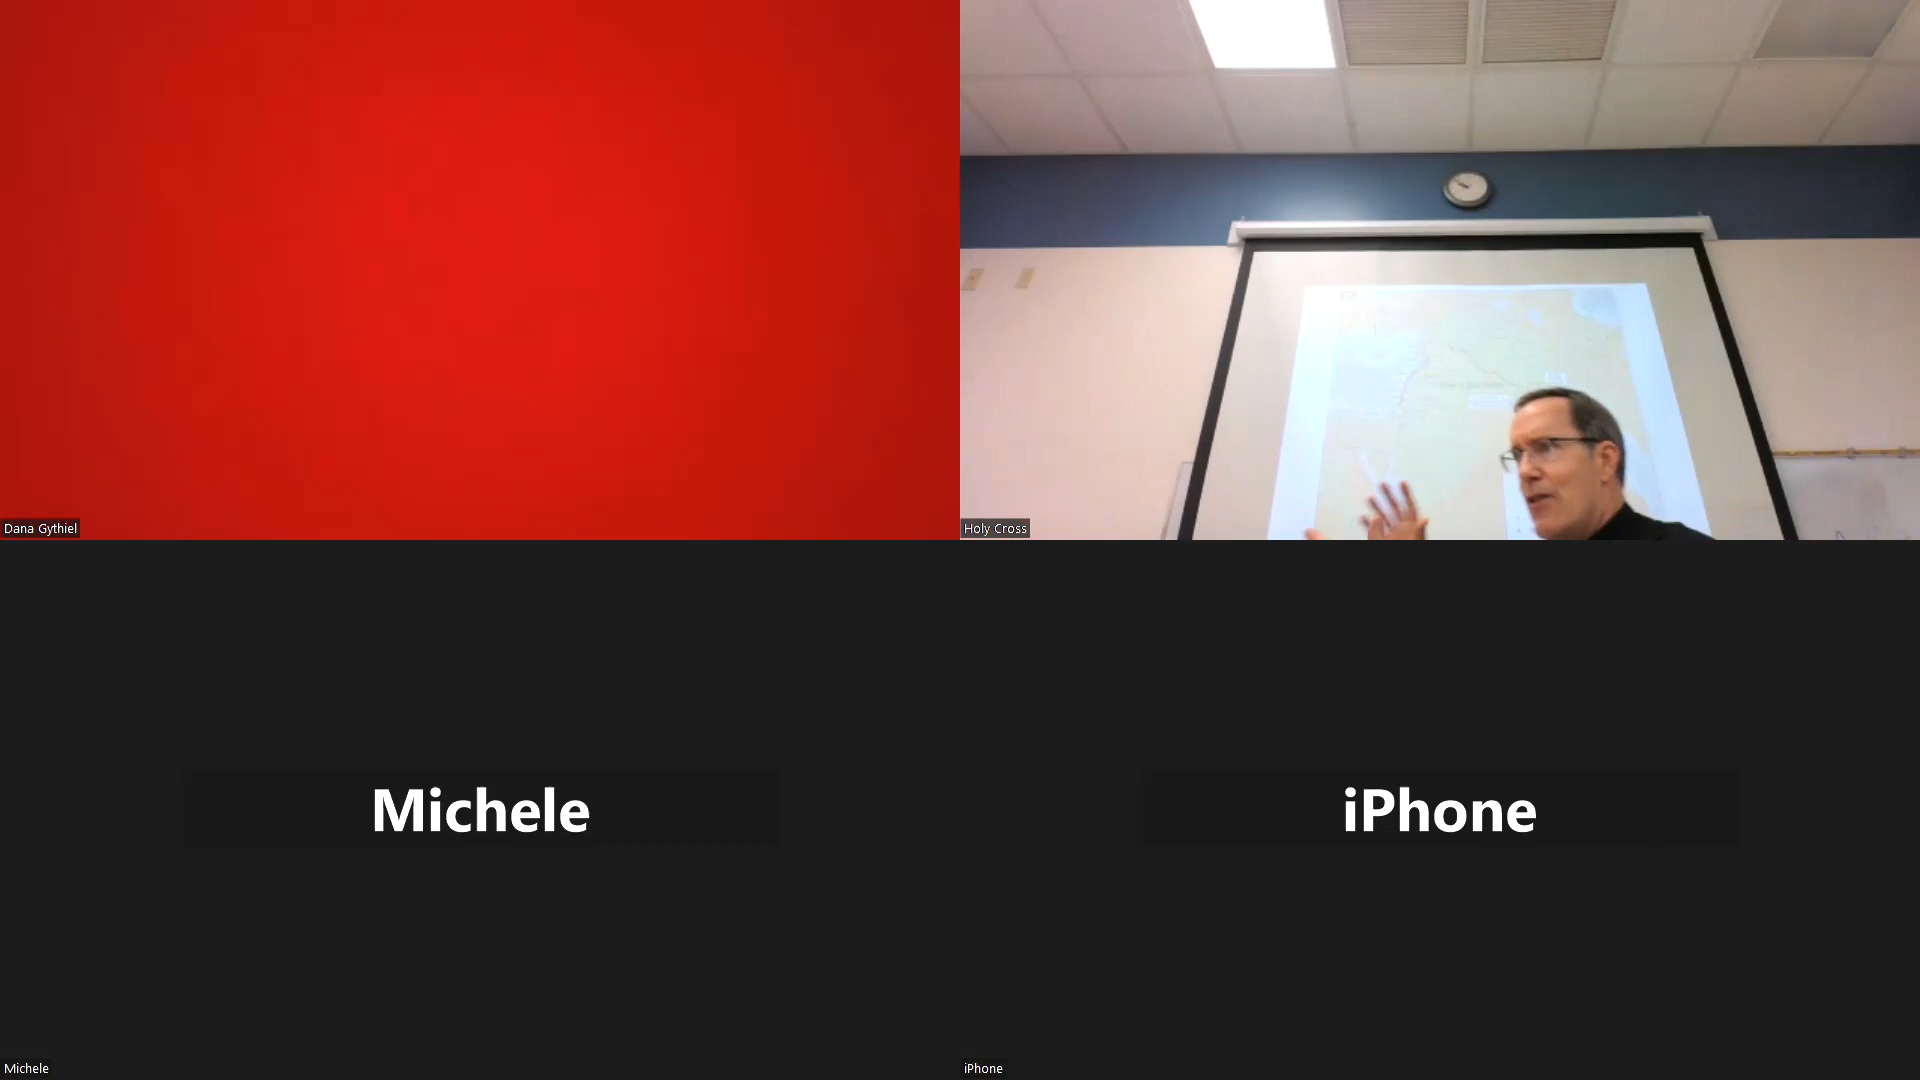 Dana Gythiel
Holy Cross
Michele
iPhone
Michele
iPhone